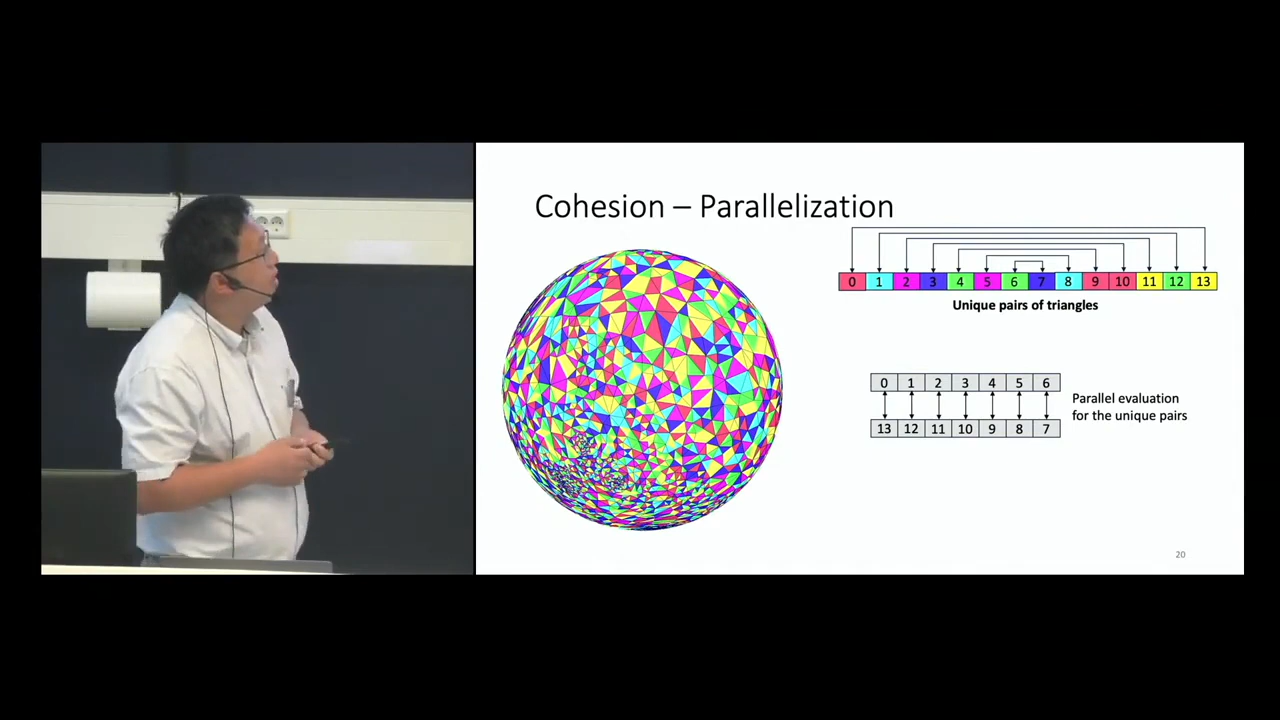 Cohesion – Parallelization
0 1 2 3 4 5 6 7 8 9 10 11 12 13
Unique pairs of triangles
0 1 2 3 4 5 6
Parallel evaluation
for the unique pairs
13 12 11 10 9 8 7
20